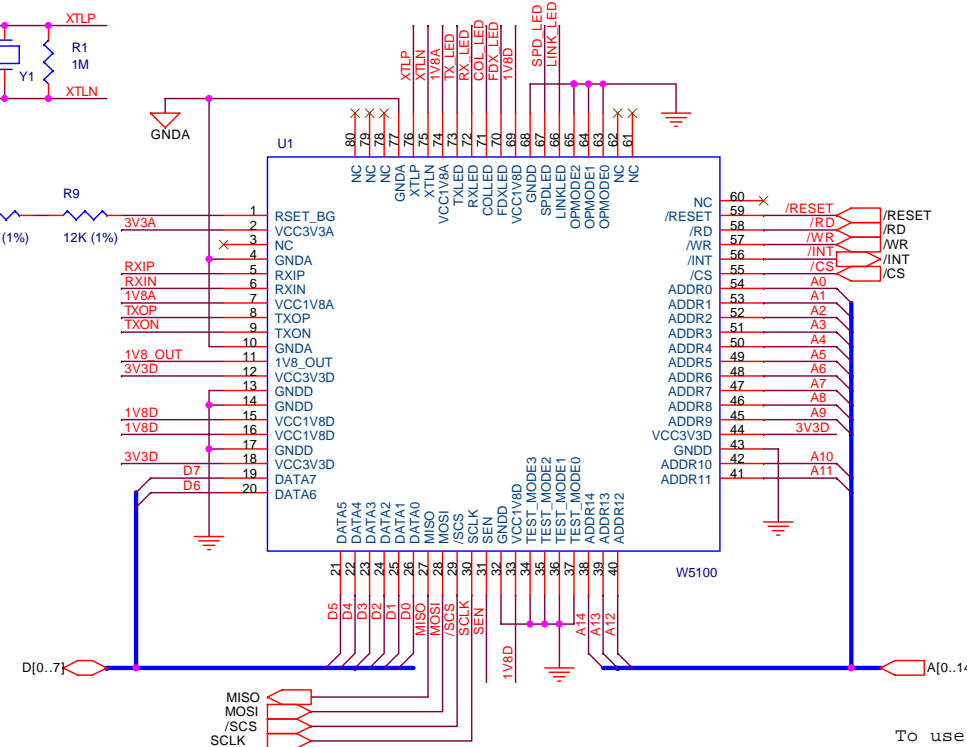 XTLP
R1
1M
Y1
XTLN
GNDA
XTLP
XTLN
1V8A
TX_LED
RX_LED
COL_LED
FDX_LED
1V8D
SPD_LED
LINK_LED
U1
80
79
78
77
76
75
74
73
72
71
70
69
68
67
66
65
64
63
62
61
NC
NC
NC
GNDA
XTLP
XTLN
VCC1V8A
TXLED
RXLED
COLLED
FDXLED
VCC1V8D
GNDD
SPDLED
LINKLED
OPMODE2
OPMODE1
OPMODE0
NC
NC
R9
(1%)
12K (1%)
1 RSET_BG
3V3A 2 VCC3V3A
3 NC
4 GNDA
RXIP 5 RXIP
RXIN 6 RXIN
1V8A 7 VCC1V8A
TXOP 8 TXOP
TXON 9 TXON
10 GNDA
1V8_OUT 11 1V8_OUT
3V3D 12 VCC3V3D
13 GNDD
14 GNDD
1V8D 15 VCC1V8D
1V8D 16 VCC1V8D
17 GNDD
3V3D 18 VCC3V3D
D7 19 DATA7
D6 20 DATA6
NC 60
/RESET 59 /RESET /RESET
/RD 58 /RD /RD
/WR 57 /WR /WR
/INT 56 /INT /INT
/CS 55 /CS /CS
ADDR0 54 A0
ADDR1 53 A1
ADDR2 52 A2
ADDR3 51 A3
ADDR4 50 A4
ADDR5 49 A5
ADDR6 48 A6
ADDR7 47 A7
ADDR8 46 A8
ADDR9 45 A9
VCC3V3D 44 3V3D
GNDD 43
ADDR10 42 A10
ADDR11 41 A11
DATA5
DATA4
DATA3
DATA2
DATA1
DATA0
MISO
MOSI
/SCS
SCLK
SEN
GNDD
VCC1V8D
TEST_MODE3
TEST_MODE2
TEST_MODE1
TEST_MODE0
ADDR14
ADDR13
ADDR12
21
22
23
24
25
26
27
28
29
30
31
32
33
34
35
36
37
38
39
40
W5100
D5
D4
D3
D2
D1
D0
MISO
MOSI
/SCS
SCLK
SEN
1V8D
A14
A13
A12
D[0..7]
A[0..14
MISO
MOSI
/SCS
SCLK
To use